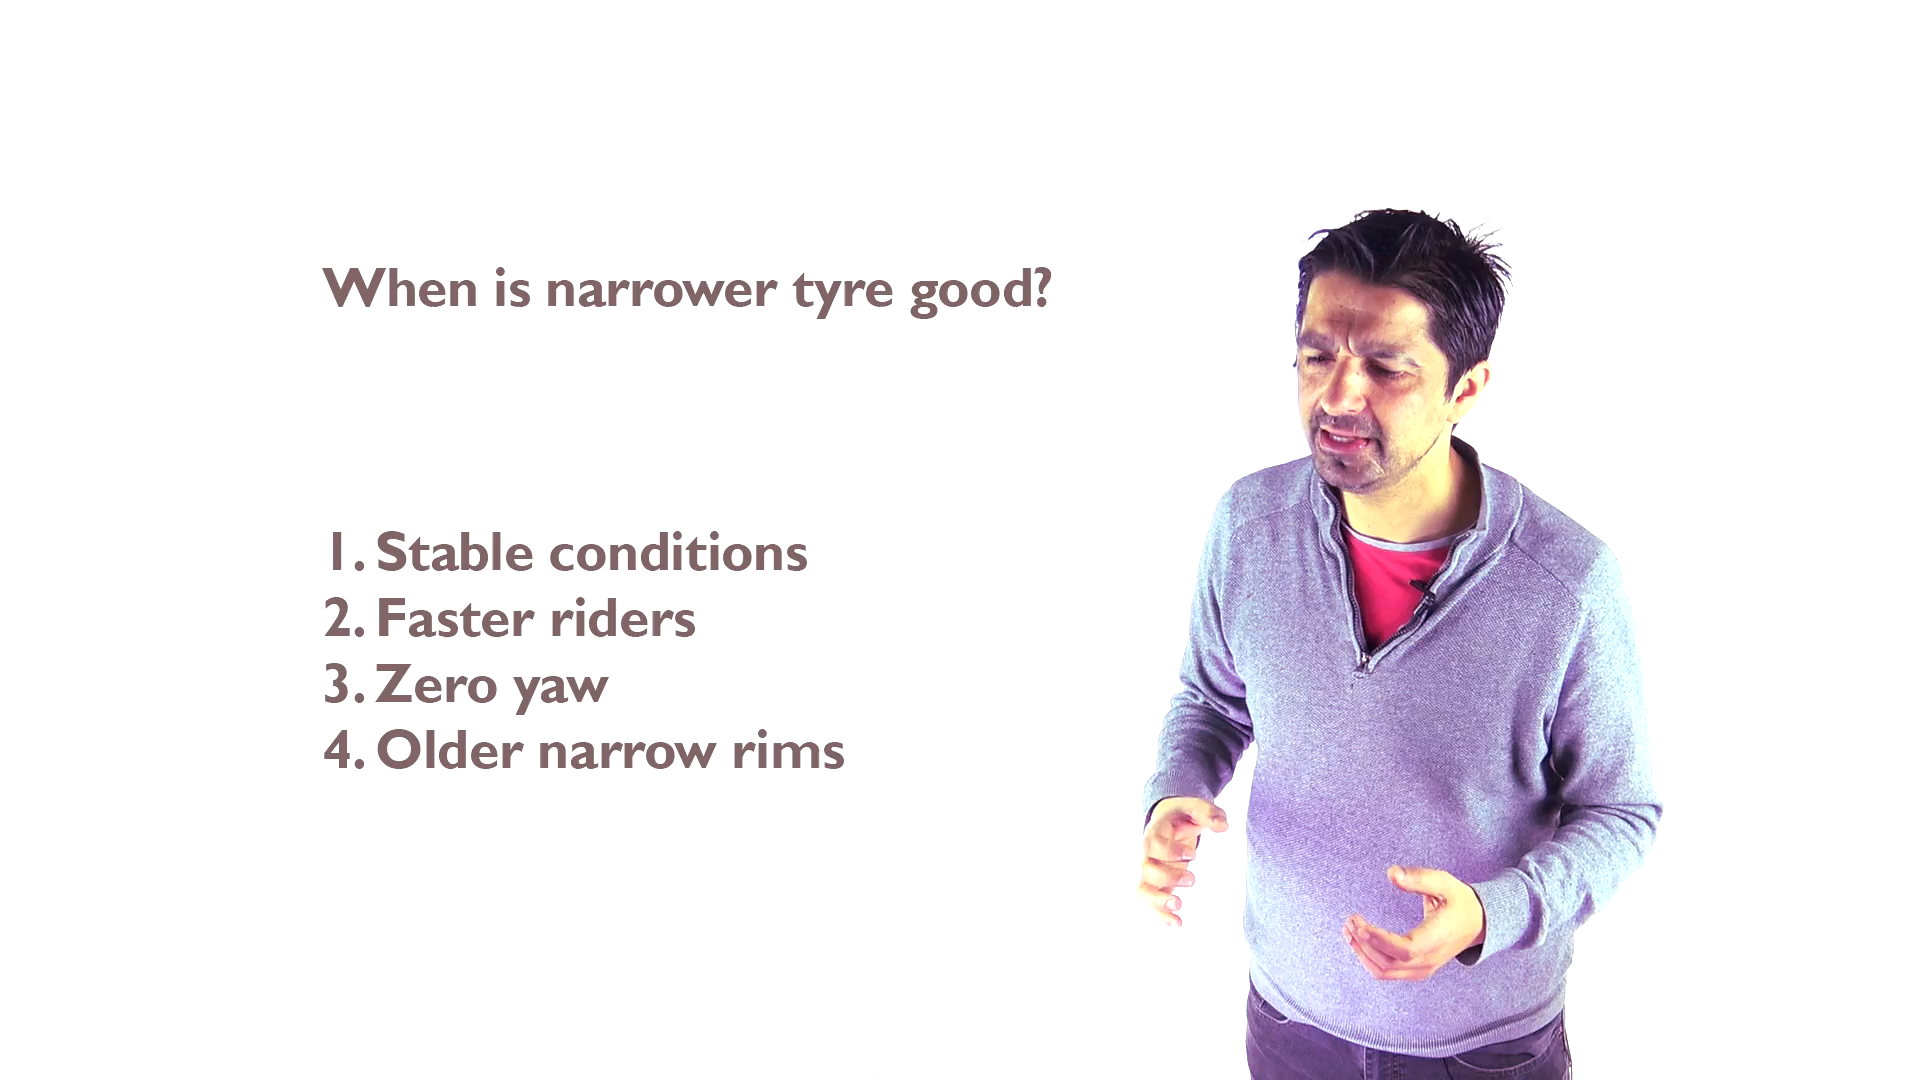 When is narrower tyre good?
1. Stable conditions
2. Faster riders
3. Zero yaw
4. Older narrow rims